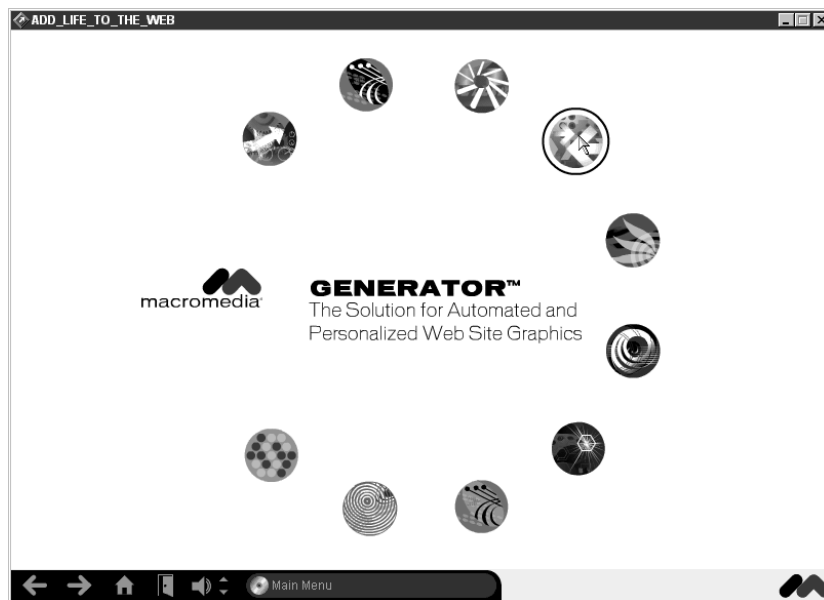 ADD_LIFE_TO_THE_WEB
macromedia®
GENERATOR™
The Solution for Automated and
Personalized Web Site Graphics
Main Menu